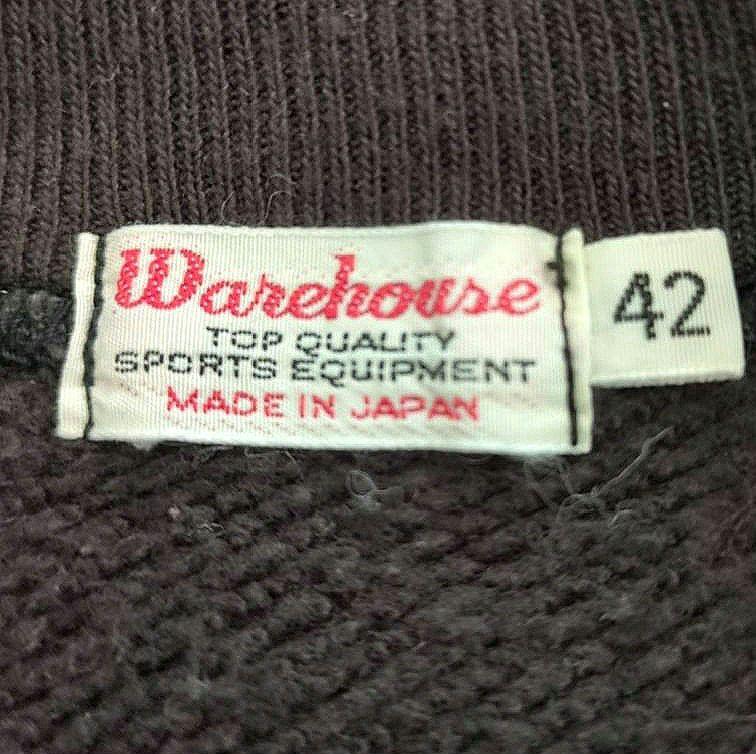 Warehouse
TOP QUALITY
SPORTS EQUIPMENT
MADE IN JAPAN
42